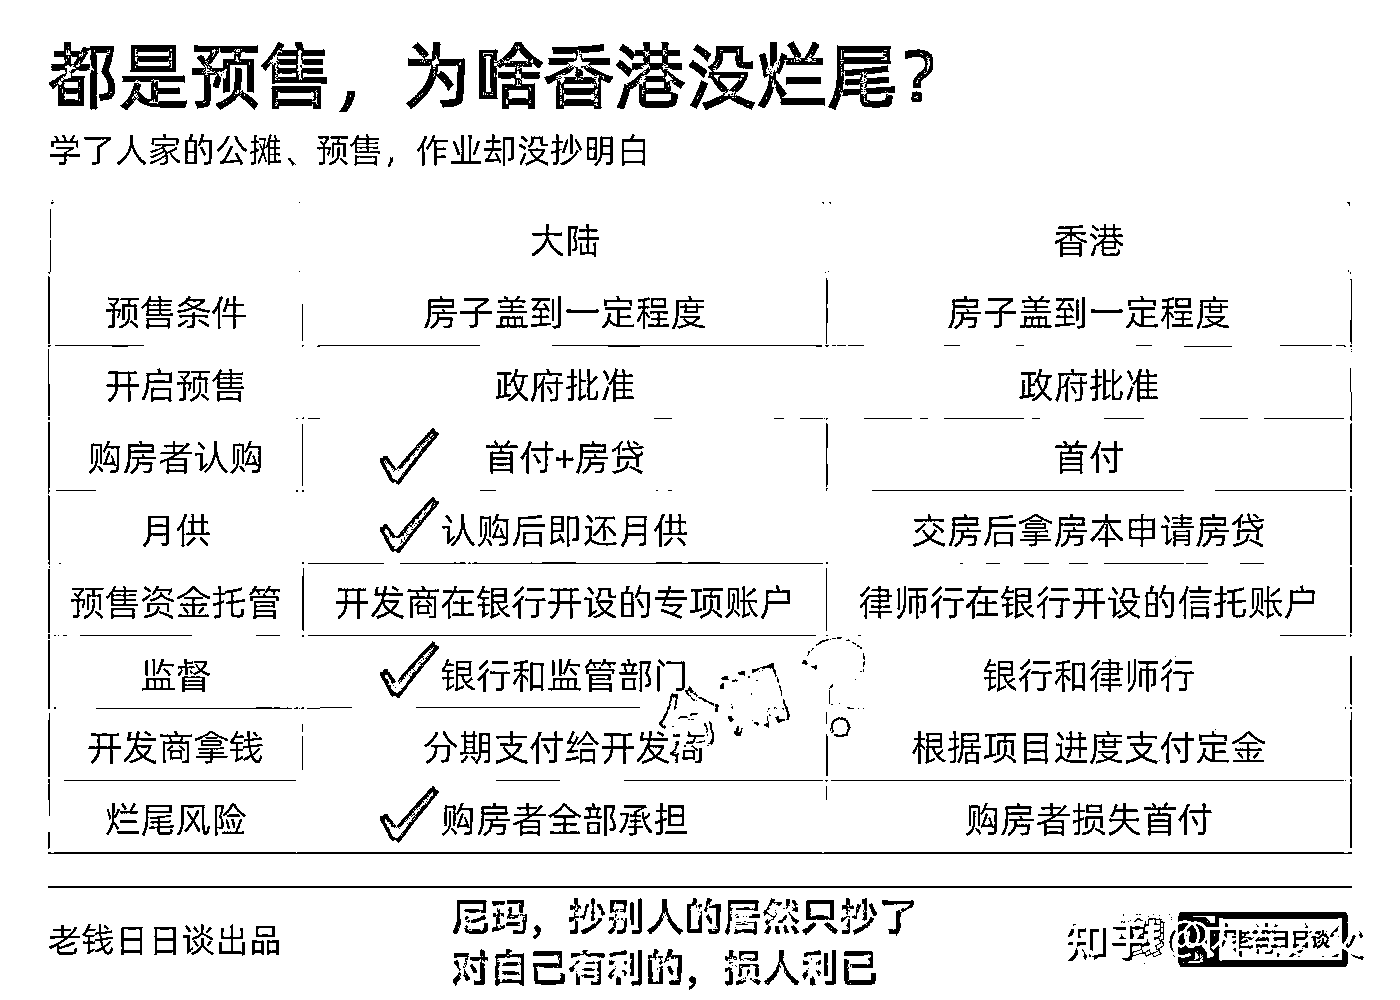 都是预售，为啥香港没烂尾？
学了人家的公摊、预售，作业却没抄明白
大陆 香港
预售条件 房子盖到一定程度 房子盖到一定程度
开启预售 政府批准 政府批准
购房者认购 首付+房贷 首付
月供 认购后即还月供 交房后拿房本申请房贷
预售资金托管 开发商在银行开设的专项账户 律师行在银行开设的信托账户
监督 银行和监管部门 银行和律师行
开发商拿钱 分期支付给开发商 根据项目进度支付定金
烂尾风险 购房者全部承担 购房者损失首付
尼玛，抄别人的居然只抄了
对自己有利的，损人利已
老钱日日谈出品
知乎